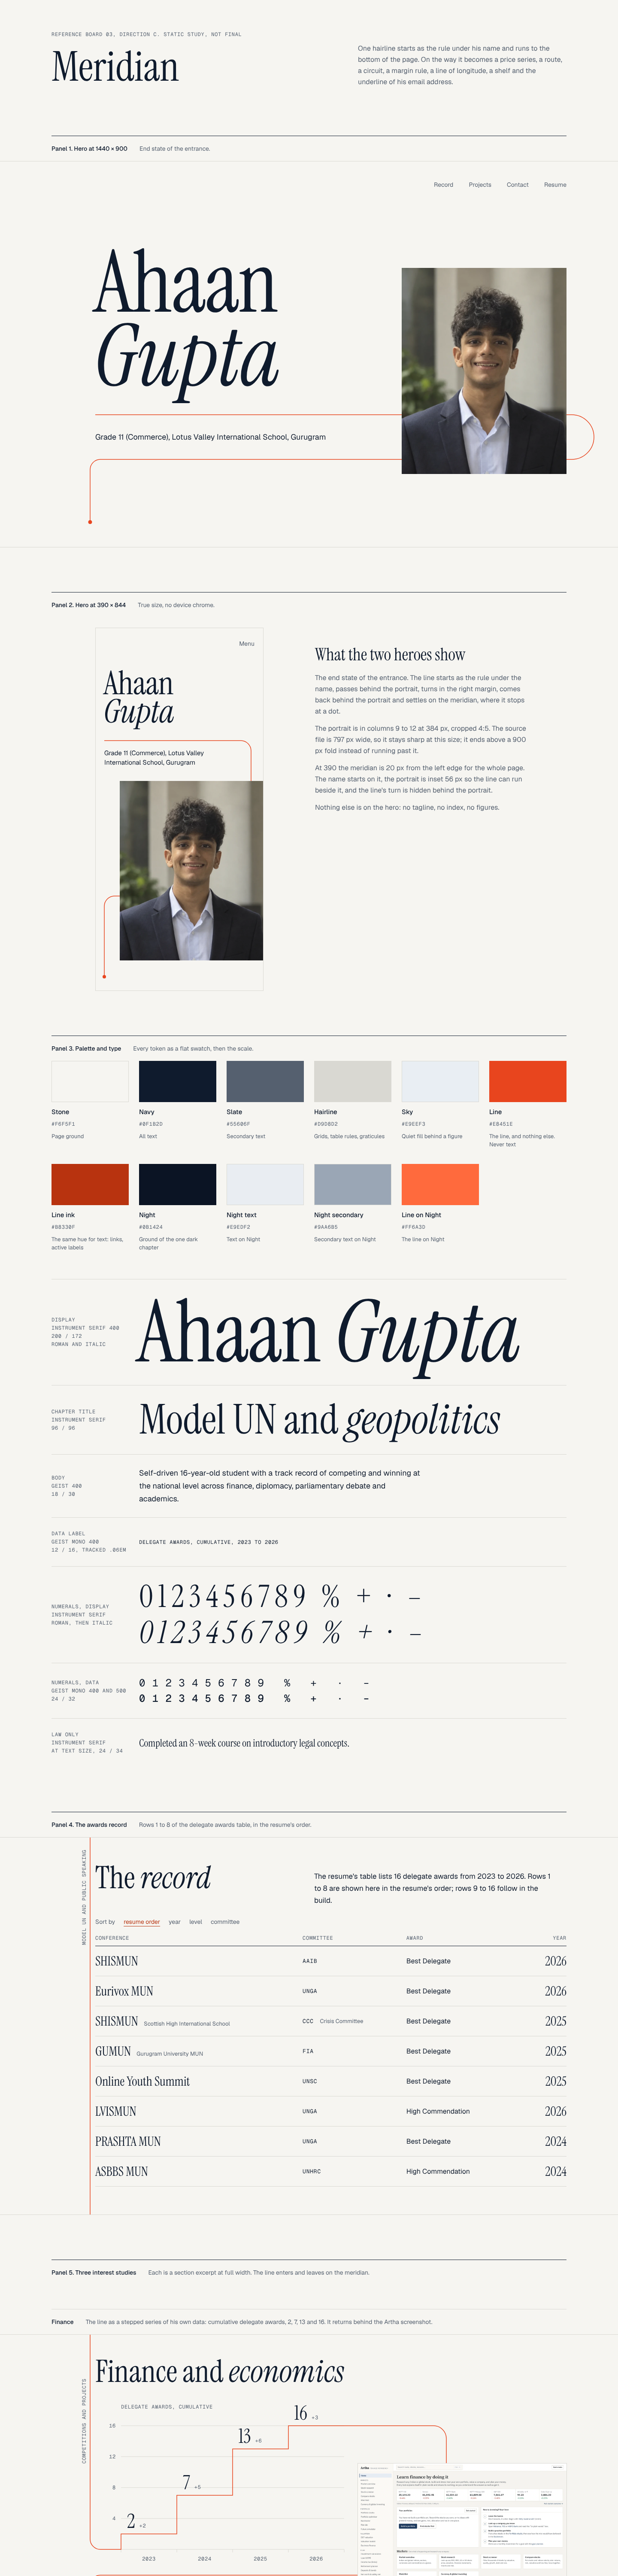 REFERENCE BOARD 03, DIRECTION C. STATIC STUDY, NOT FINAL
Meridian
One hairline starts as the rule under his name and runs to the
bottom of the page. On the way it becomes a price series, a route,
a circuit, a margin rule, a line of longitude, a shelf and the
underline of his email address.
Panel 1. Hero at 1440 × 900 End state of the entrance.
Record Projects Contact Resume
Ahaan
Gupta
Grade 11 (Commerce), Lotus Valley International School, Gurugram
Panel 2. Hero at 390 × 844 True size, no device chrome.
Menu
Ahaan
Gupta
Grade 11 (Commerce), Lotus Valley
International School, Gurugram
What the two heroes show
The end state of the entrance. The line starts as the rule under the
name, passes behind the portrait, turns in the right margin, comes
back behind the portrait and settles on the meridian, where it stops
at a dot.
The portrait is in columns 9 to 12 at 384 px, cropped 4:5. The source
file is 797 px wide, so it stays sharp at this size; it ends above a 900
px fold instead of running past it.
At 390 the meridian is 20 px from the left edge for the whole page.
The name starts on it, the portrait is inset 56 px so the line can run
beside it, and the line's turn is hidden behind the portrait.
Nothing else is on the hero: no tagline, no index, no figures.
Panel 3. Palette and type Every token as a flat swatch, then the scale.
Stone
#F6F5F1
Page ground
Navy
#0F182D
All text
Slate
#55606F
Secondary text
Hairline
#D9D8D2
Grids, table rules, graticules
Sky
#E9EEF3
Quiet fill behind a figure
Line
#E8451E
The line, and nothing else.
Never text
Line ink
#B8330F
The same hue for text: links,
active labels
Night
#0B1424
Ground of the one dark
chapter
Night text
#E9EDF2
Text on Night
Night secondary
#9AA6B5
Secondary text on Night
Line on Night
#FF6A3D
The line on Night
DISPLAY
INSTRUMENT SERIF 400
200 / 172
ROMAN AND ITALIC
Ahaan Gupta
CHAPTER TITLE
INSTRUMENT SERIF
96 / 96
Model UN and geopolitics
BODY
GEIST 400
18 / 30
Self-driven 16-year-old student with a track record of competing and winning at
the national level across finance, diplomacy, parliamentary debate and
academics.
DATA LABEL
GEIST MONO 400
12 / 16, TRACKED .06EM
DELEGATE AWARDS, CUMULATIVE, 2023 TO 2026
NUMERALS, DISPLAY
INSTRUMENT SERIF
ROMAN, THEN ITALIC
0123456789 % + · –
0123456789 % + · –
NUMERALS, DATA
GEIST MONO 400 AND 500
24 / 32
0 1 2 3 4 5 6 7 8 9 % + · –
0 1 2 3 4 5 6 7 8 9 % + · –
LAW ONLY
INSTRUMENT SERIF
AT TEXT SIZE, 24 / 34
Completed an 8-week course on introductory legal concepts.
Panel 4. The awards record Rows 1 to 8 of the delegate awards table, in the resume's order.
MODEL UN AND PUBLIC SPEAKING
The record
The resume's table lists 16 delegate awards from 2023 to 2026. Rows 1
to 8 are shown here in the resume's order; rows 9 to 16 follow in the
build.
Sort by resume order year level committee
CONFERENCE COMMITTEE AWARD YEAR
SHISMUN AAIB Best Delegate 2026
Eurivox MUN UNGA Best Delegate 2026
SHISMUN Scottish High International School CCC Crisis Committee Best Delegate 2025
GUMUN Gurugram University MUN FIA Best Delegate 2025
Online Youth Summit UNSC Best Delegate 2025
LVISMUN UNGA High Commendation 2026
PRASHTA MUN UNGA Best Delegate 2024
ASBBS MUN UNHRC High Commendation 2024
Panel 5. Three interest studies Each is a section excerpt at full width. The line enters and leaves on the meridian.
Finance The line as a stepped series of his own data: cumulative delegate awards, 2, 7, 13 and 16. It returns behind the Artha screenshot.
COMPETITIONS AND PROJECTS
Finance and economics
DELEGATE AWARDS, CUMULATIVE
16
12
8
4
2 +2
7 +5
13 +6
16 +3
2023 2024 2025 2026
Learn finance by doing it